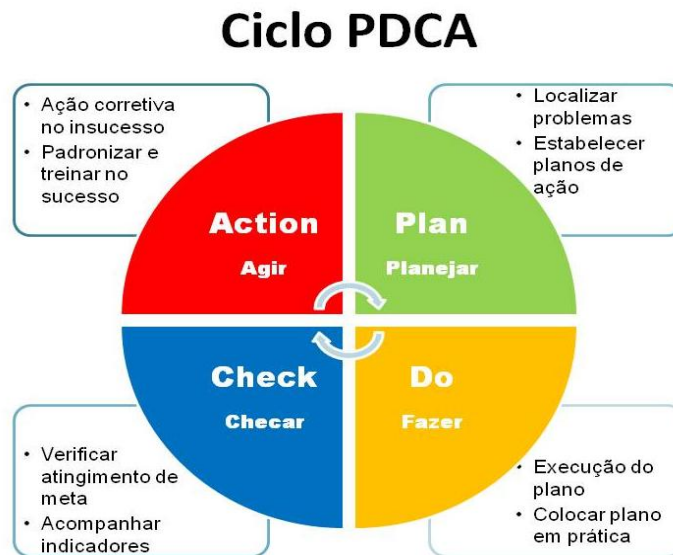 Ciclo PDCA
• Ação corretiva
no insucesso
• Padronizar e
treinar no
sucesso
• Localizar
problemas
• Estabelecer
planos de
ação
Action
Agir
Plan
Planejar
Check
Checar
Do
Fazer
• Verificar
atingimento de
meta
• Acompanhar
indicadores
• Execução do
plano
• Colocar plano
em prática